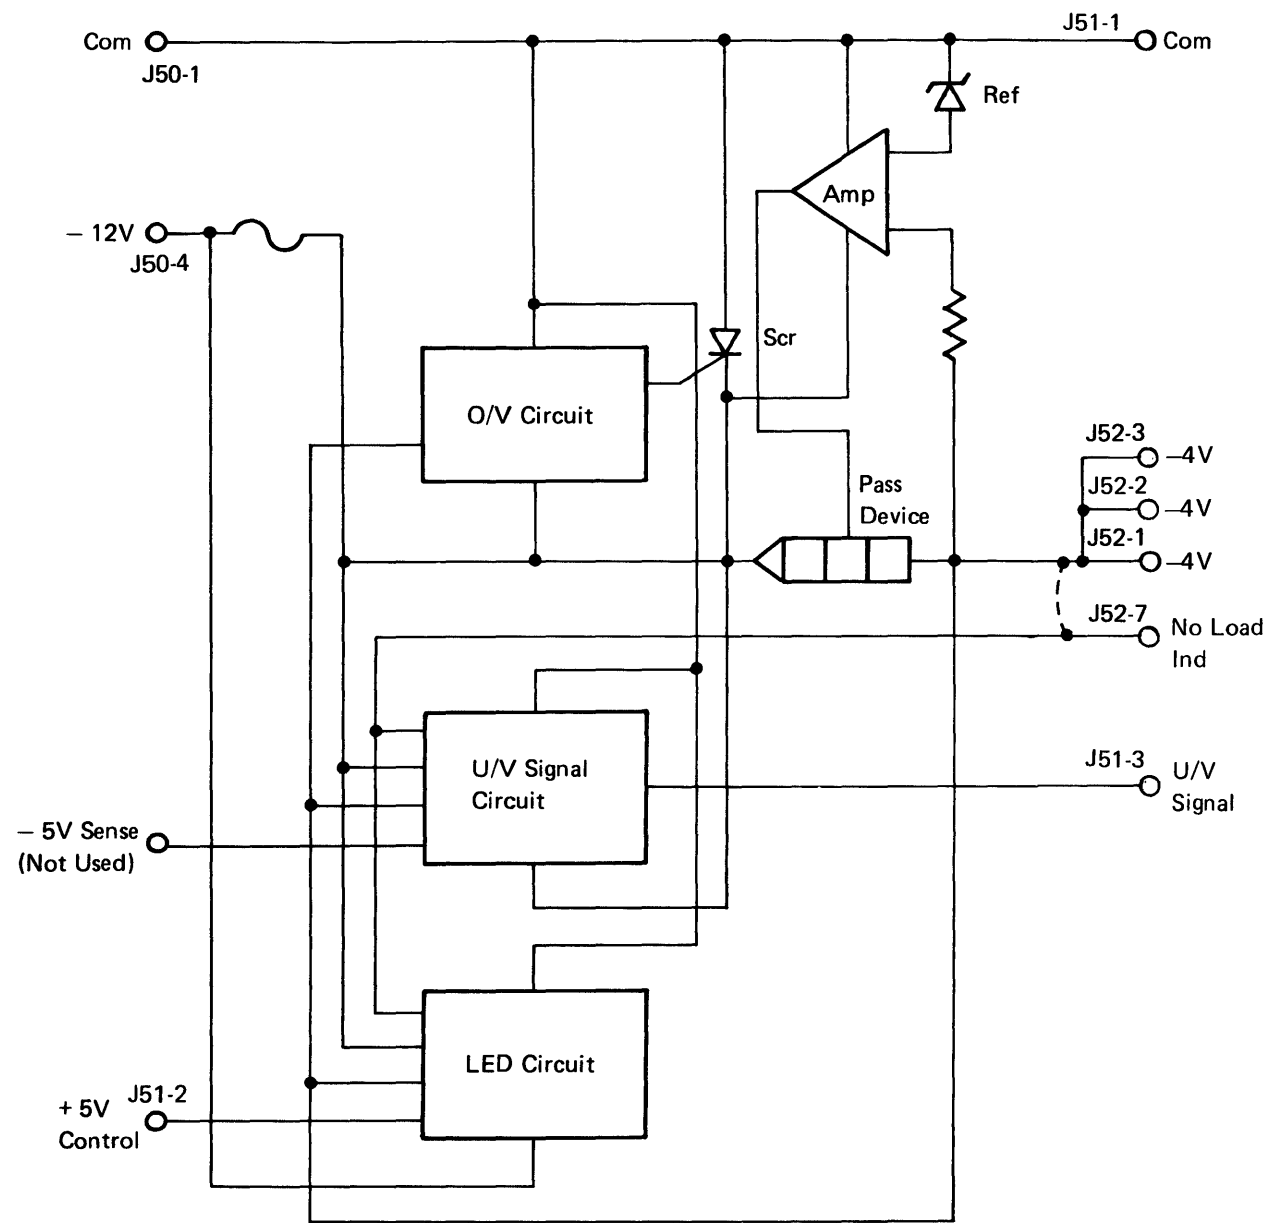 J51-1
Com
Com
J50-1
Ref
Amp
– 12V
J50-4
Scr
O/V Circuit
J52-3
–4V
J52-2
–4V
Pass
Device
J52-1
–4V
J52-7
No Load
Ind
U/V Signal
Circuit
J51-3
U/V
Signal
– 5V Sense
(Not Used)
LED Circuit
J51-2
+ 5V
Control